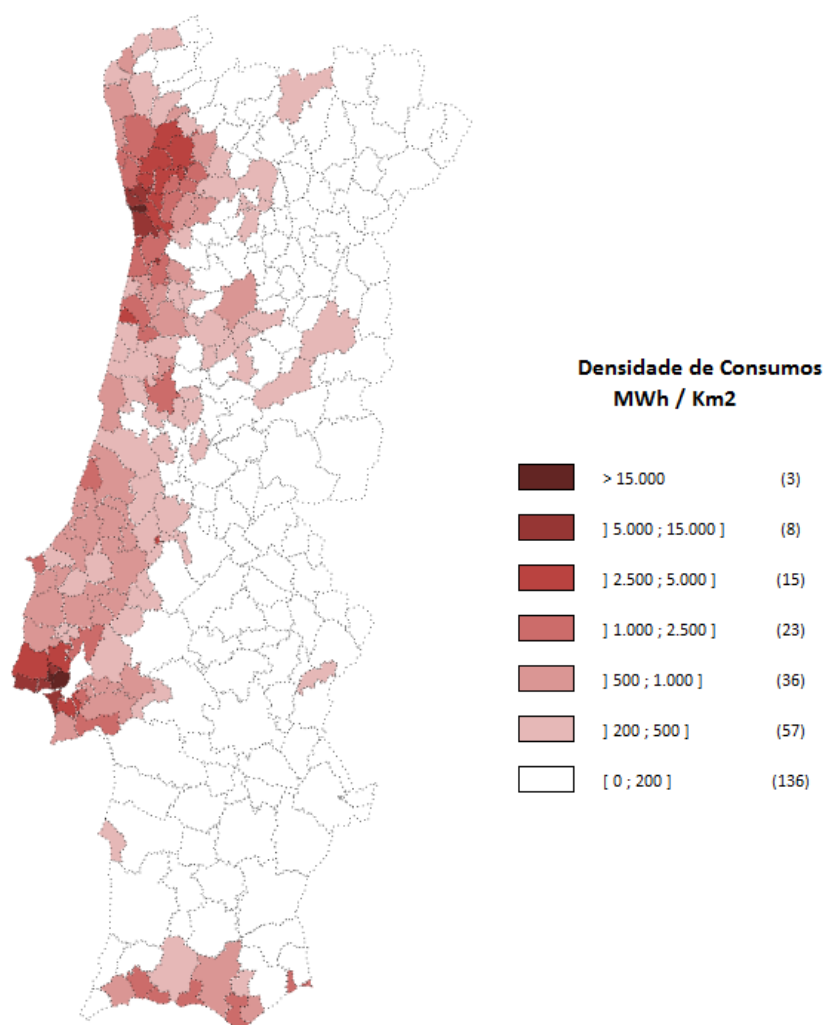 Densidade de Consumos
MWh / Km2
> 15.000 (3)
] 5.000 ; 15.000 ] (8)
] 2.500 ; 5.000 ] (15)
] 1.000 ; 2.500 ] (23)
] 500 ; 1.000 ] (36)
] 200 ; 500 ] (57)
[ 0 ; 200 ] (136)